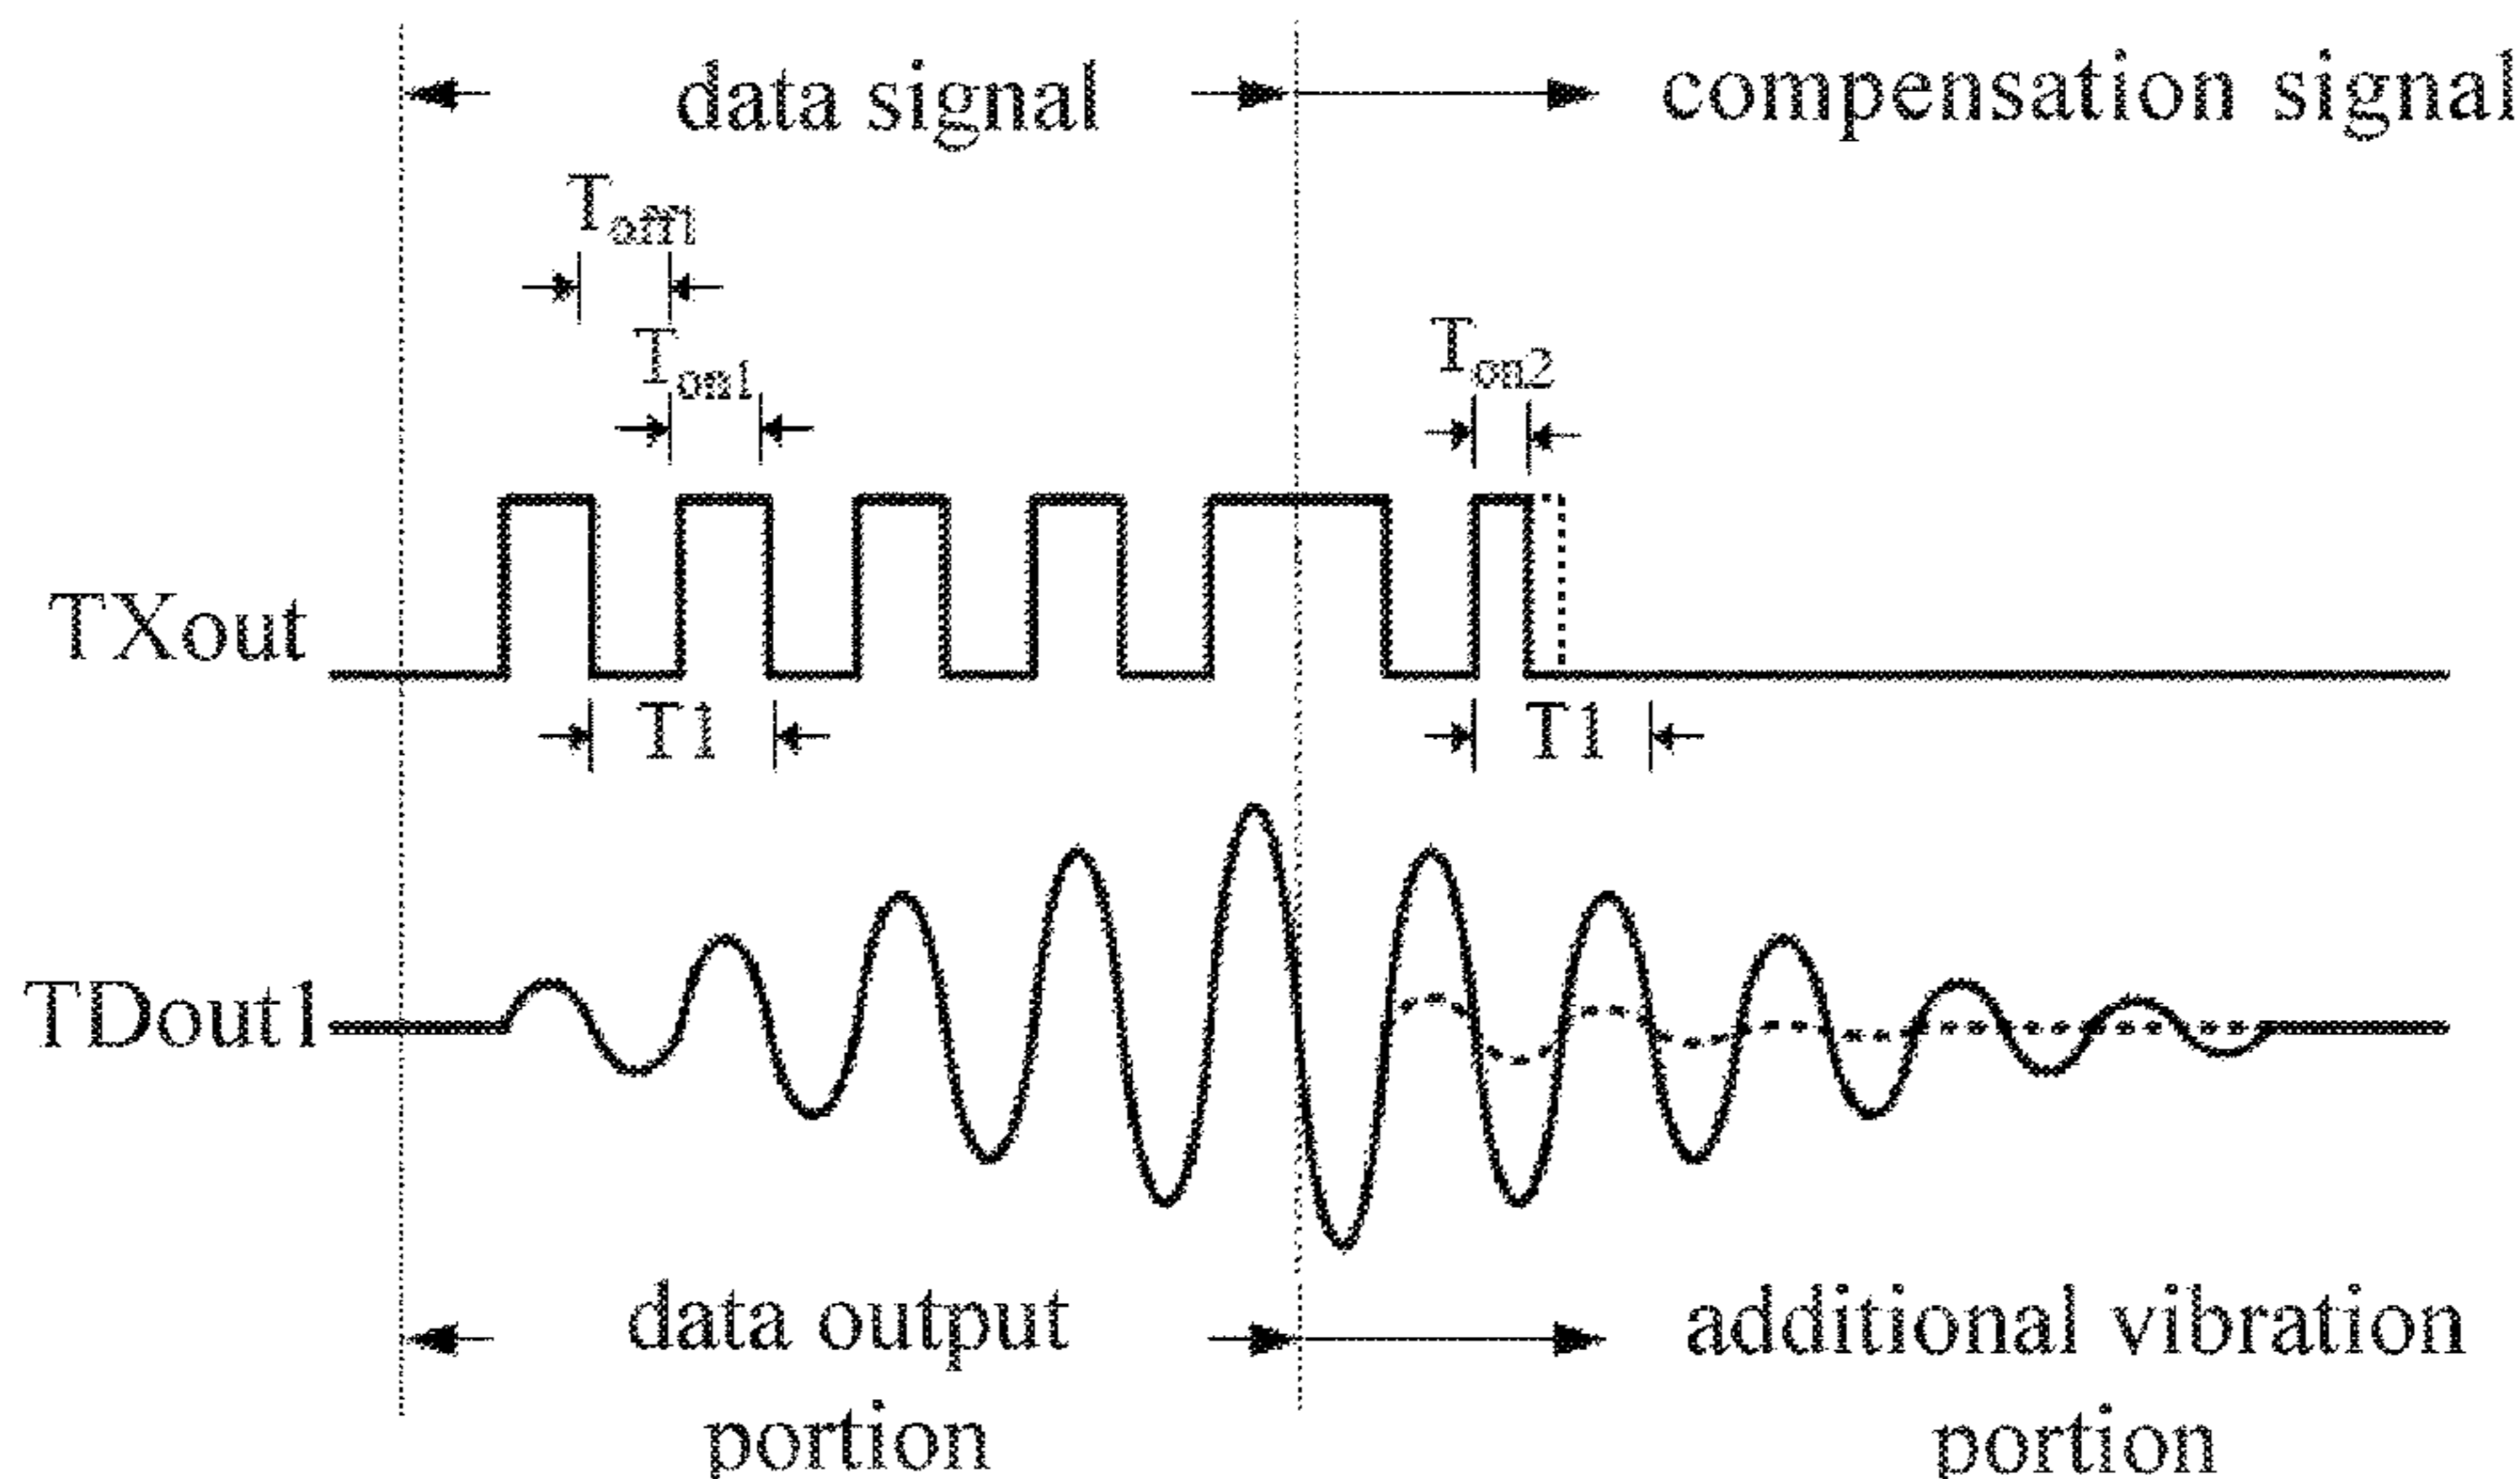 data signal
compensation signal
Toff1
Ton1
Ton2
TXout
T1
T1
TDout1
data output
portion
additional vibration
portion